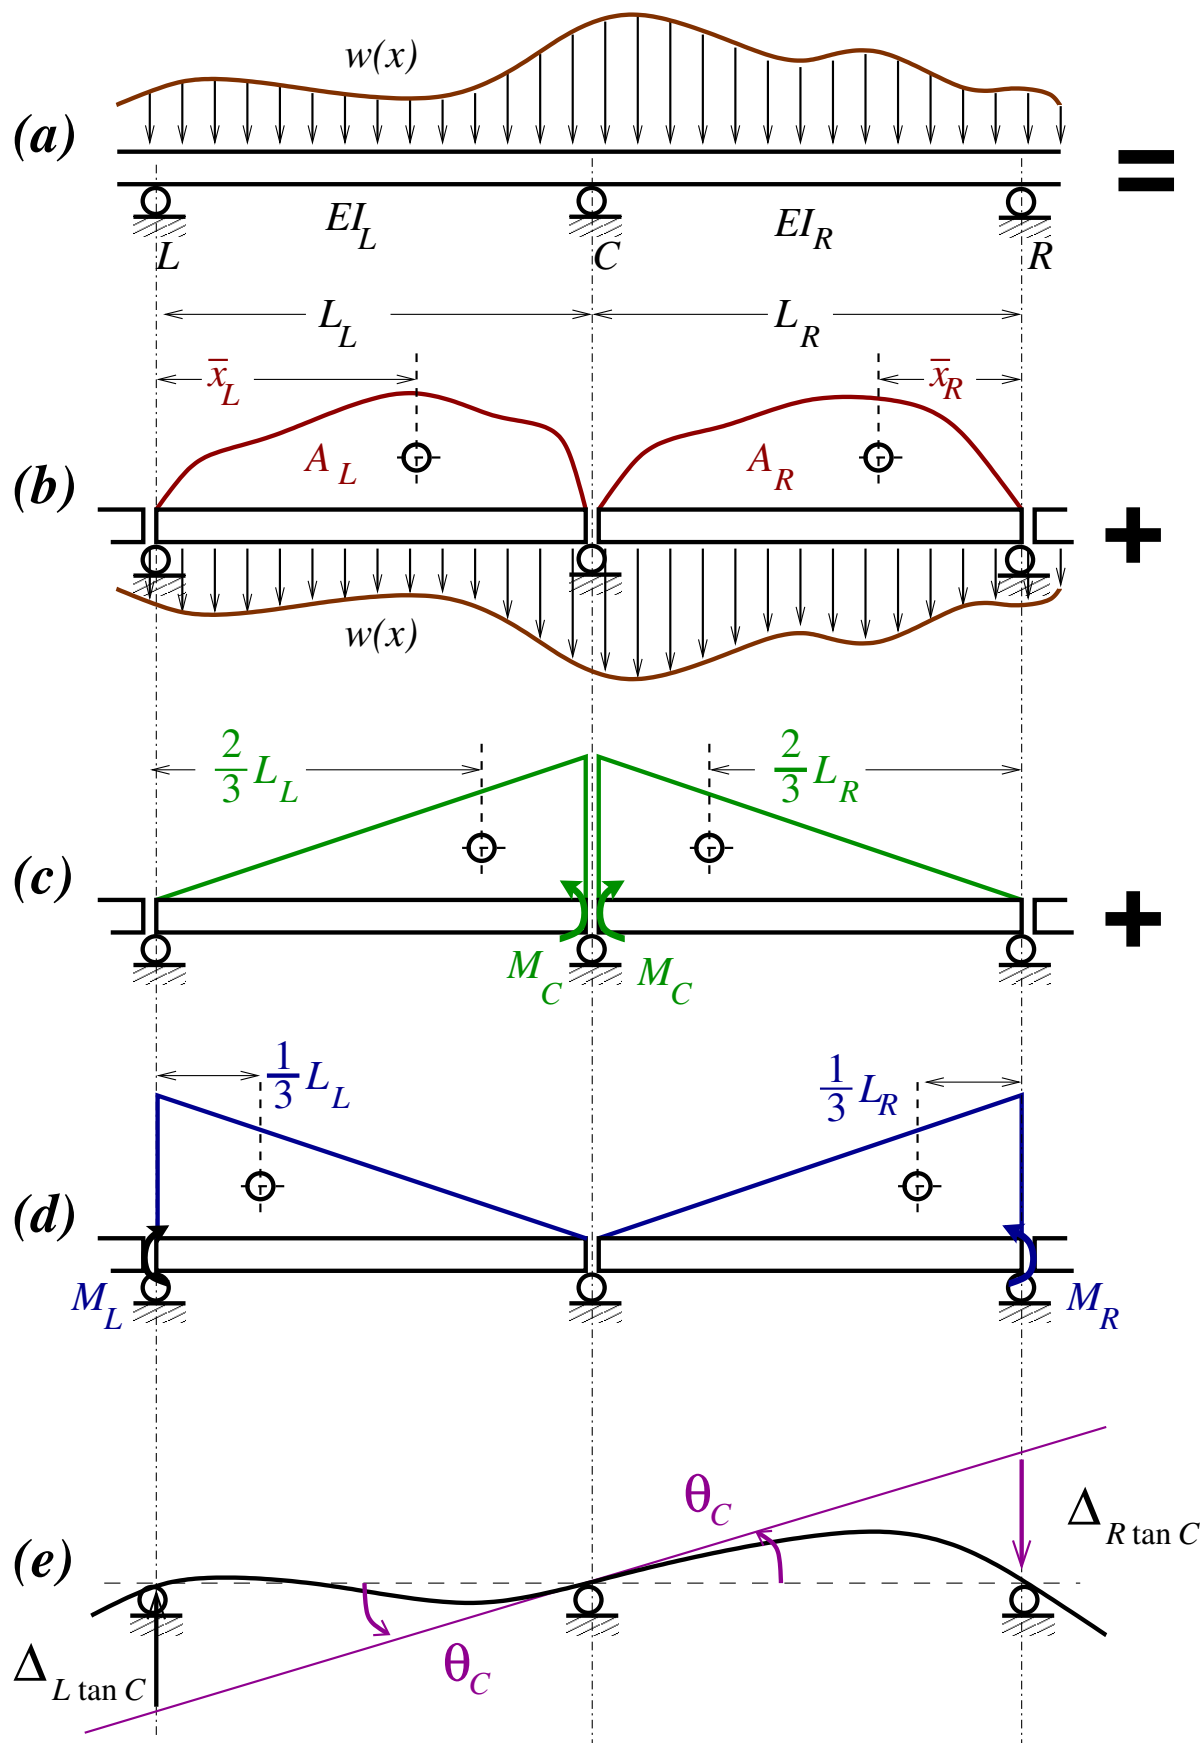 w(x)
(a)
=
EI_L
EI_R
L
C
R
L_L
L_R
x̅_L
x̅_R
A_L
A_R
(b)
+
w(x)
2/3 L_L
2/3 L_R
(c)
+
M_C
M_C
1/3 L_L
1/3 L_R
(d)
M_L
M_R
θ_C
Δ_R tan C
(e)
θ_C
Δ_L tan C